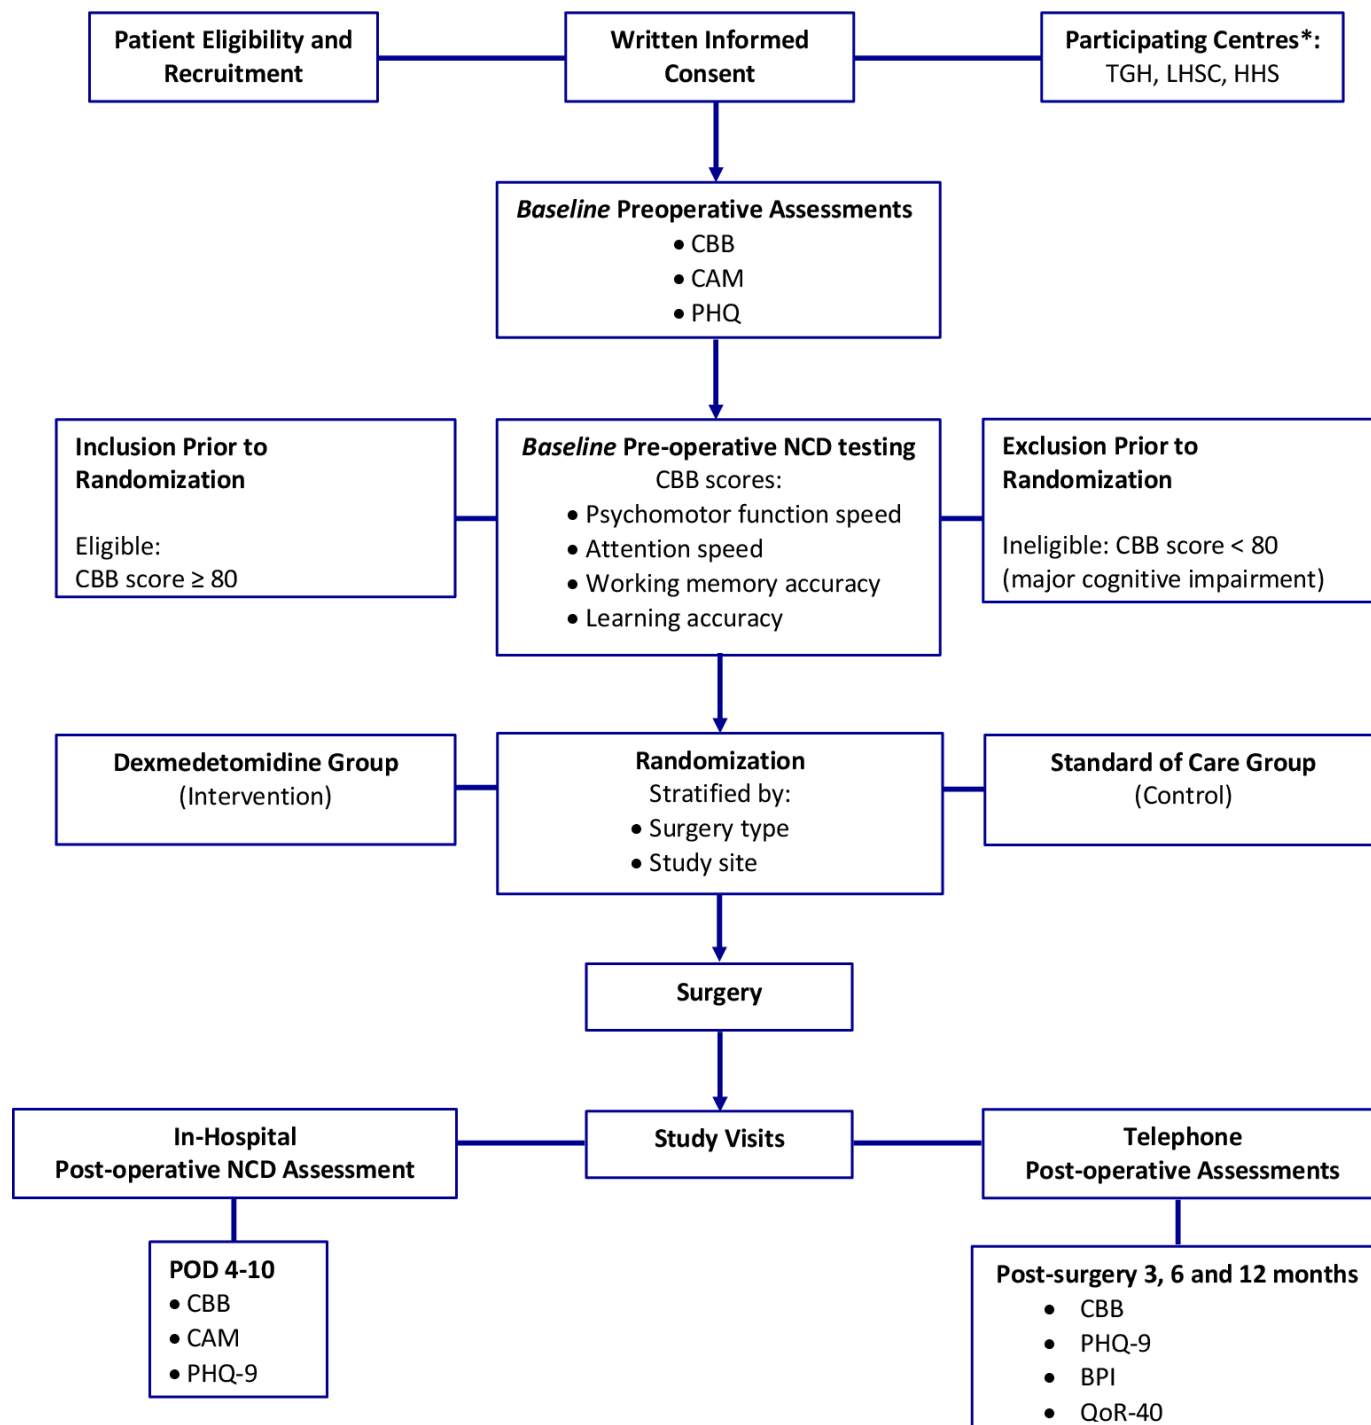 Patient Eligibility and
Recruitment
Written Informed
Consent
Participating Centres*:
TGH, LHSC, HHS
Baseline Preoperative Assessments
• CBB
• CAM
• PHQ
Inclusion Prior to
Randomization
Eligible:
CBB score ≥ 80
Baseline Pre-operative NCD testing
CBB scores:
• Psychomotor function speed
• Attention speed
• Working memory accuracy
• Learning accuracy
Exclusion Prior to
Randomization
Ineligible: CBB score < 80
(major cognitive impairment)
Dexmedetomidine Group
(Intervention)
Randomization
Stratified by:
• Surgery type
• Study site
Standard of Care Group
(Control)
Surgery
In-Hospital
Post-operative NCD Assessment
Study Visits
Telephone
Post-operative Assessments
POD 4-10
• CBB
• CAM
• PHQ-9
Post-surgery 3, 6 and 12 months
• CBB
• PHQ-9
• BPI
• QoR-40